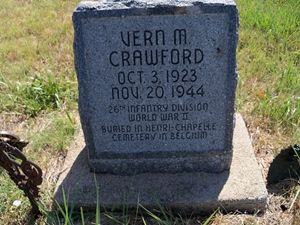 VERN M.
CRAWFORD
OCT. 3, 1923
NOV. 20, 1944
26TH INFANTRY DIVISION
WORLD WAR II
BURIED IN HENRI-CHAPELLE
CEMETERY IN BELGIUM